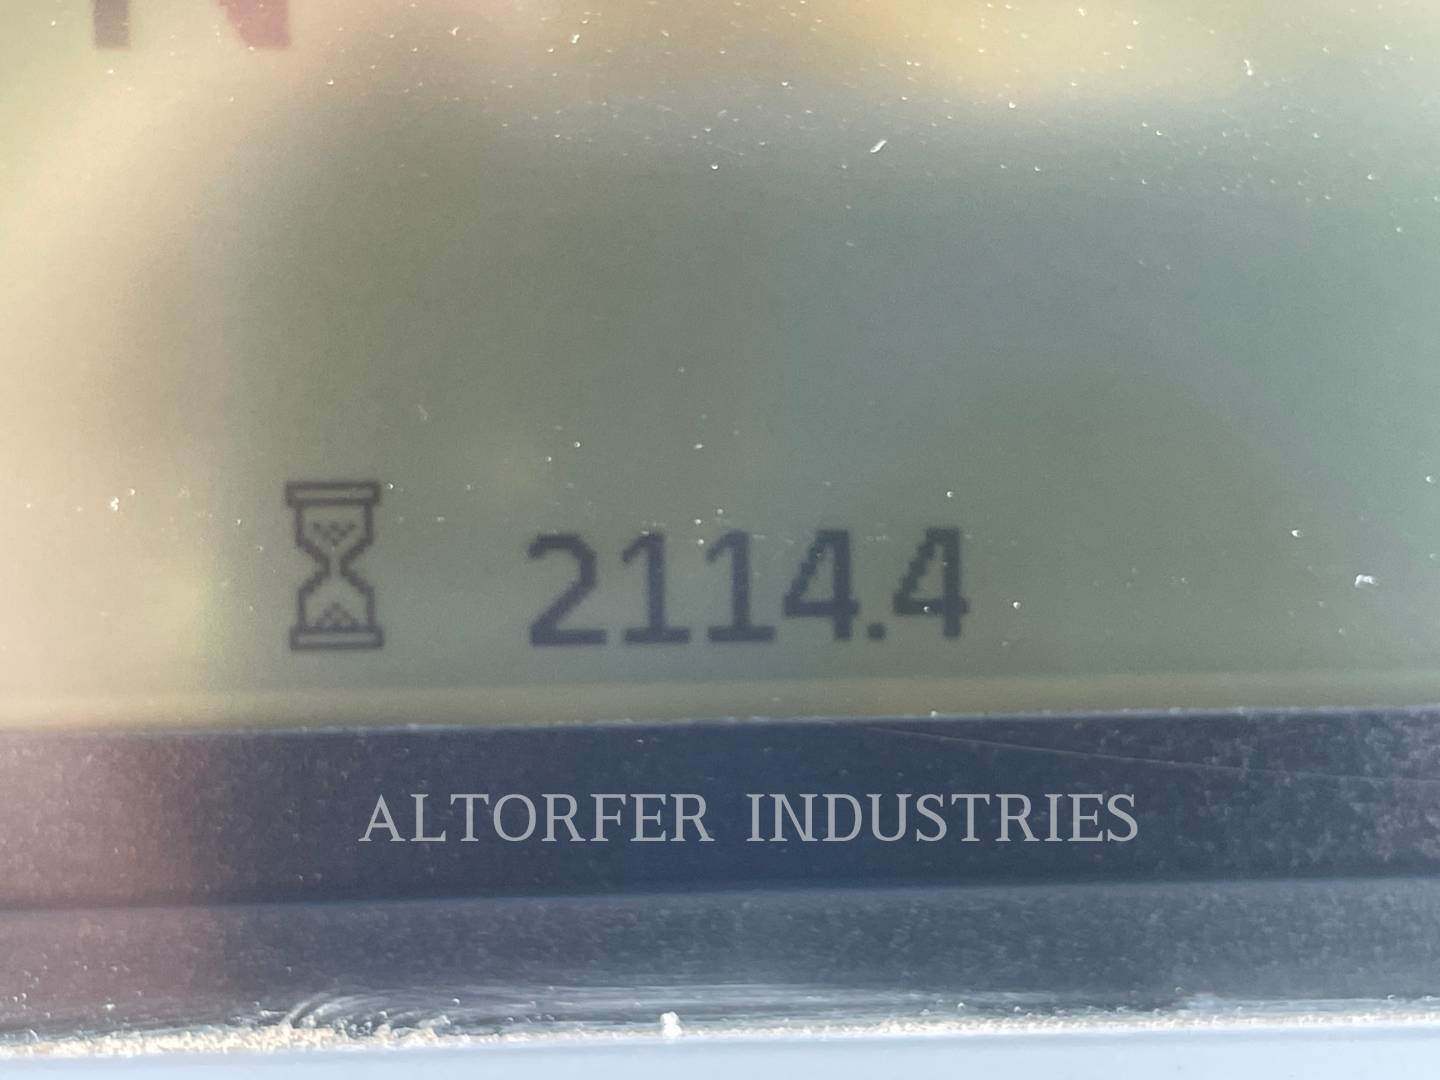 N
2114.4
ALTORFER INDUSTRIES